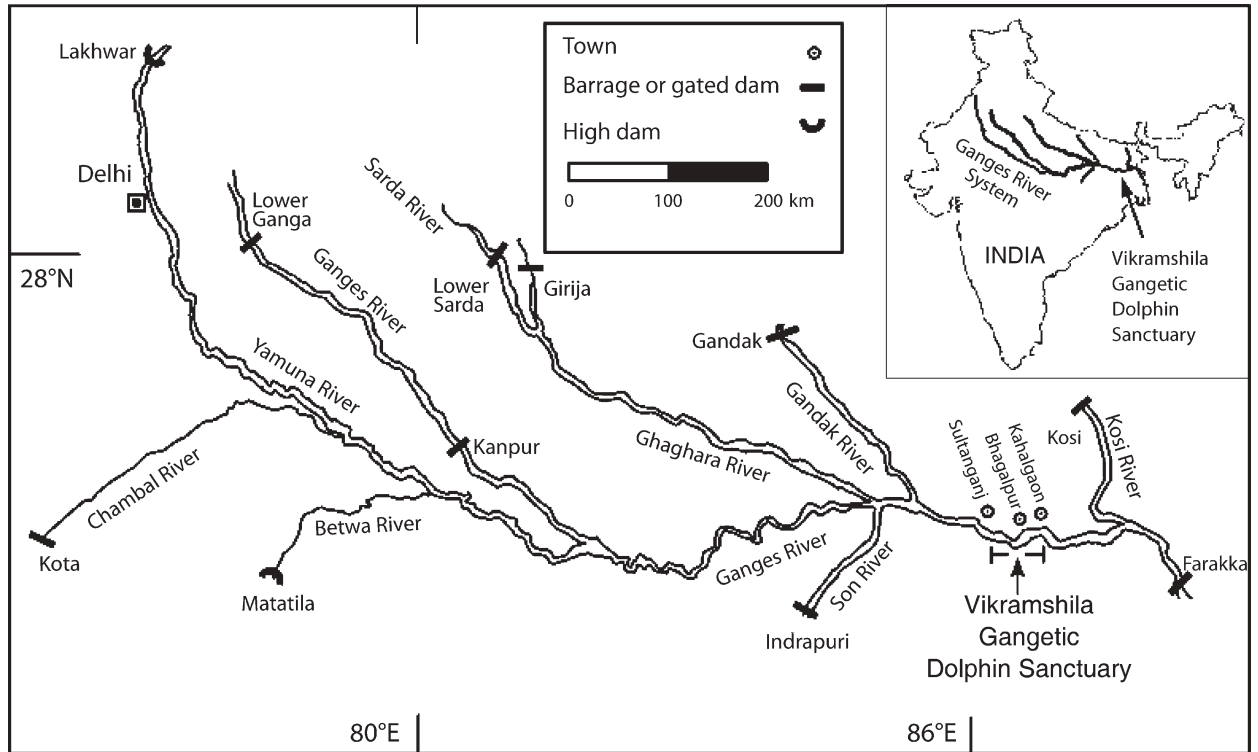 Lakhwar
Delhi
28°N
Lower
Ganga
Ganges River
Sarda River
Lower
Sarda
Girija
Town
Barrage or gated dam
High dam
0 100 200 km
Ganges River
System
INDIA
Vikramshila
Gangetic
Dolphin
Sanctuary
Yamuna River
Chambal River
Kota
Betwa River
Matatila
Kanpur
Ghaghara River
Gandak
Gandak River
Ganges River
Son River
Indrapuri
Sultanganj
Bhagalpur
Kahalgaon
Kosi
Kosi River
Farakka
Vikramshila
Gangetic
Dolphin Sanctuary
80°E
86°E